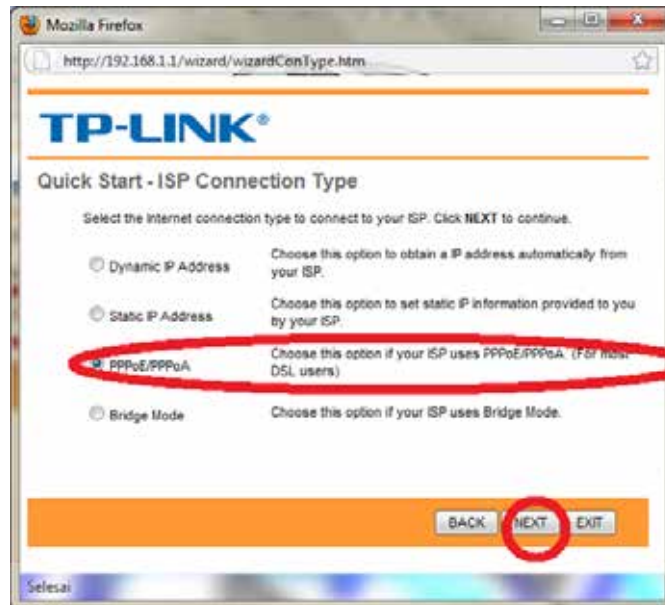 Mozilla Firefox
http://192.168.1.1/wizard/wizardConType.htm
TP-LINK®
Quick Start - ISP Connection Type
Select the Internet connection type to connect to your ISP. Click NEXT to continue.
Dynamic IP Address
Choose this option to obtain a IP address automatically from
your ISP.
Static IP Address
Choose this option to set static IP information provided to you
by your ISP.
PPPoE/PPPoA
Choose this option if your ISP uses PPPoE/PPPoA. (For most
DSL users)
Bridge Mode
Choose this option if your ISP uses Bridge Mode.
BACK NEXT EXIT
Selesai